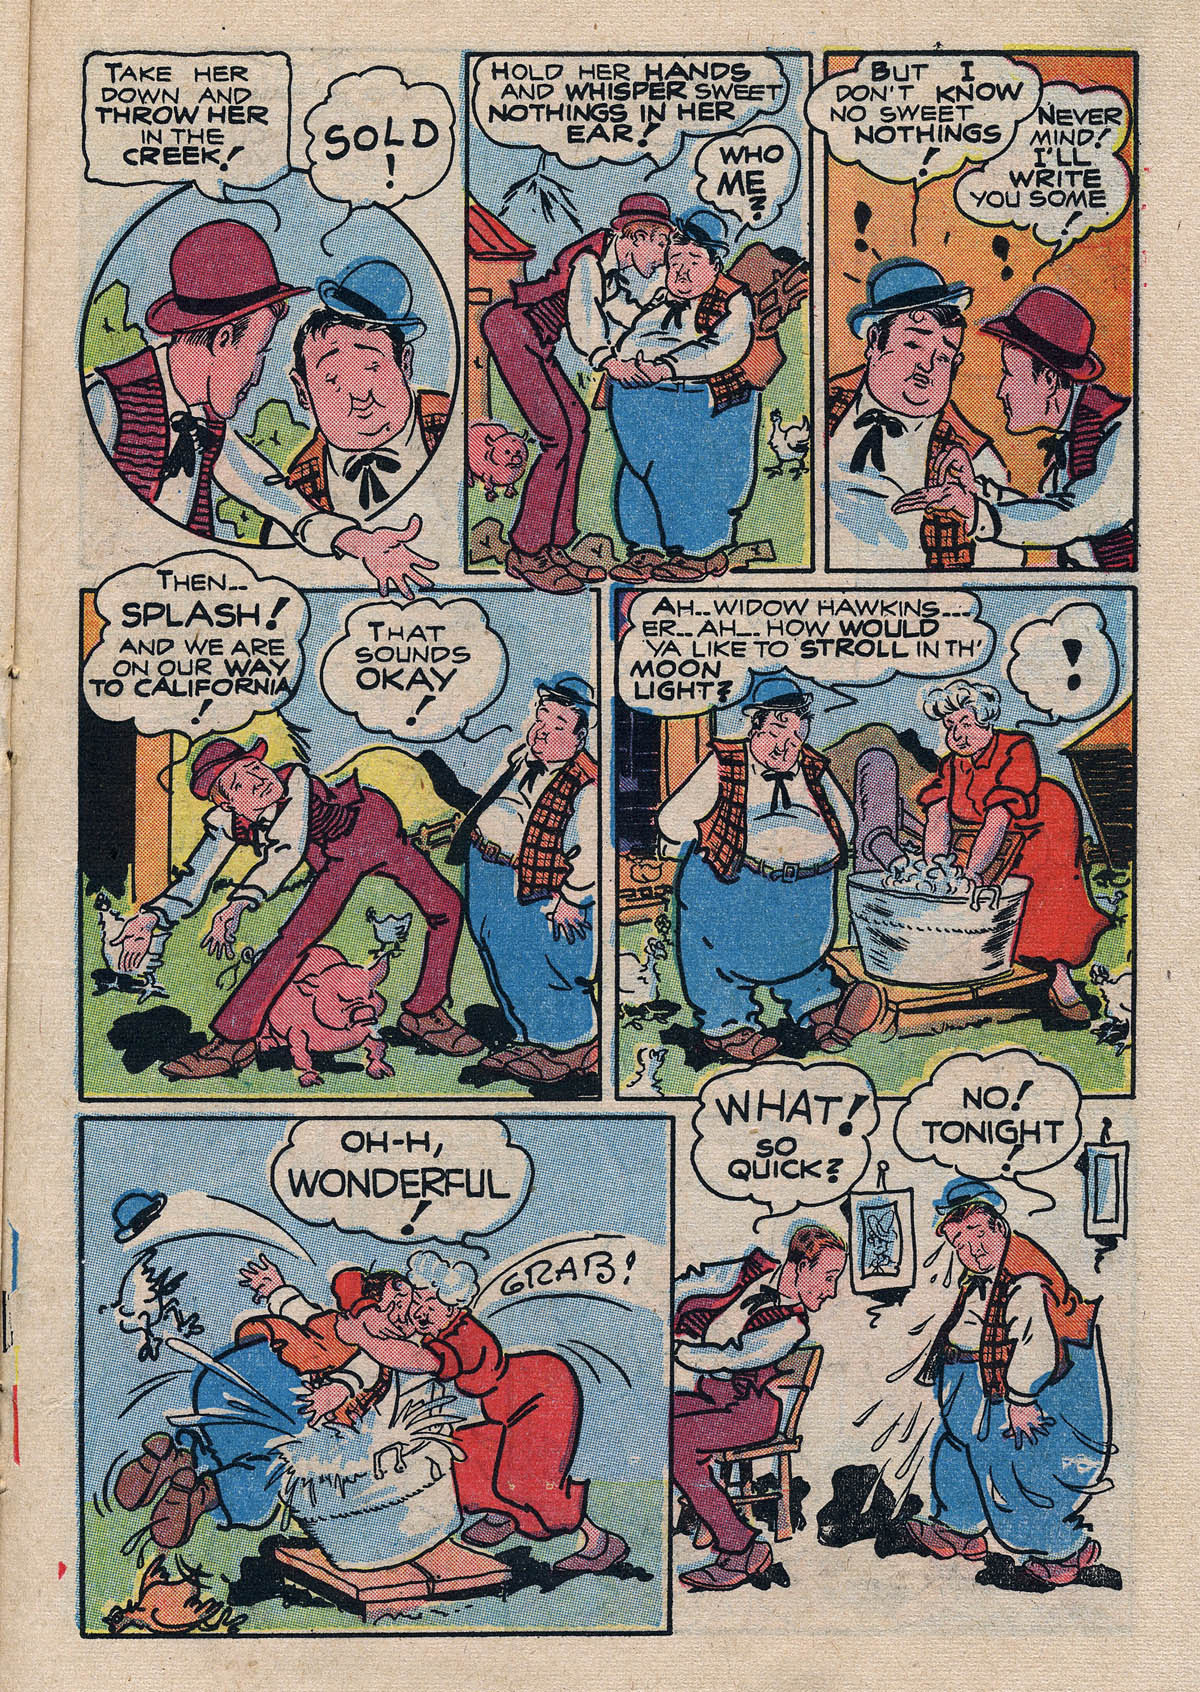 TAKE HER
DOWN AND
THROW HER
IN THE
CREEK!
SOLD
!
HOLD HER HANDS
AND WHISPER SWEET
NOTHINGS IN HER
EAR!
WHO
ME?
BUT I
DON'T KNOW
NO SWEET
NOTHINGS
!
NEVER
MIND!
I'LL
WRITE
YOU SOME
!
THEN--
SPLASH!
AND WE ARE
ON OUR WAY
TO CALIFORNIA
!
THAT
SOUNDS
OKAY
!
AH-- WIDOW HAWKINS---
ER-- AH-- HOW WOULD
YA LIKE TO STROLL IN TH'
MOON
LIGHT?
!
OH-H,
WONDERFUL
!
GRAB!
WHAT!
SO
QUICK?
NO!
TONIGHT
!